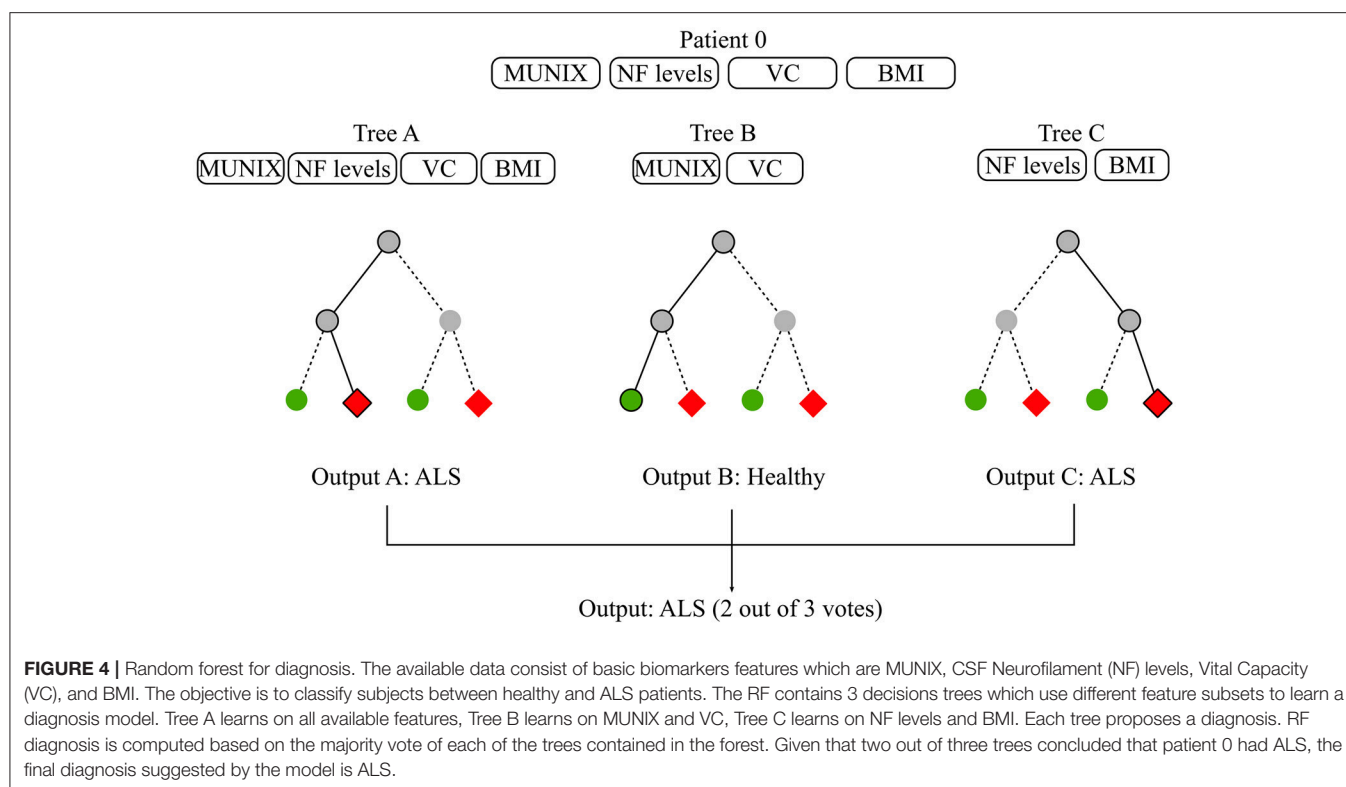 Patient 0
MUNIX NF levels VC BMI
Tree A Tree B Tree C
MUNIX NF levels VC BMI MUNIX VC NF levels BMI
Output A: ALS Output B: Healthy Output C: ALS
Output: ALS (2 out of 3 votes)
FIGURE 4 | Random forest for diagnosis. The available data consist of basic biomarkers features which are MUNIX, CSF Neurofilament (NF) levels, Vital Capacity
(VC), and BMI. The objective is to classify subjects between healthy and ALS patients. The RF contains 3 decisions trees which use different feature subsets to learn a
diagnosis model. Tree A learns on all available features, Tree B learns on MUNIX and VC, Tree C learns on NF levels and BMI. Each tree proposes a diagnosis. RF
diagnosis is computed based on the majority vote of each of the trees contained in the forest. Given that two out of three trees concluded that patient 0 had ALS, the
final diagnosis suggested by the model is ALS.